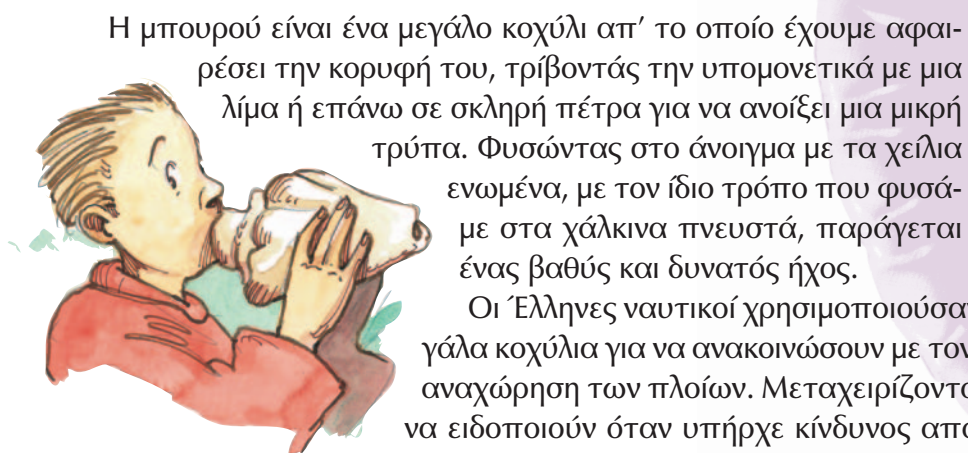 Η μπουρού είναι ένα μεγάλο κοχύλι απ’ το οποίο έχουμε αφαι-
ρέσει την κορυφή του, τρίβοντάς την υπομονετικά με μια
λίμα ή επάνω σε σκληρή πέτρα για να ανοίξει μια μικρή
τρύπα. Φυσώντας στο άνοιγμα με τα χείλια
ενωμένα, με τον ίδιο τρόπο που φυσά-
με στα χάλκινα πνευστά, παράγεται
ένας βαθύς και δυνατός ήχος.
Οι Έλληνες ναυτικοί χρησιμοποιούσα
γάλα κοχύλια για να ανακοινώσουν με τον
αναχώρηση των πλοίων. Μεταχειρίζοντ
να ειδοποιούν όταν υπήρχε κίνδυνος απ